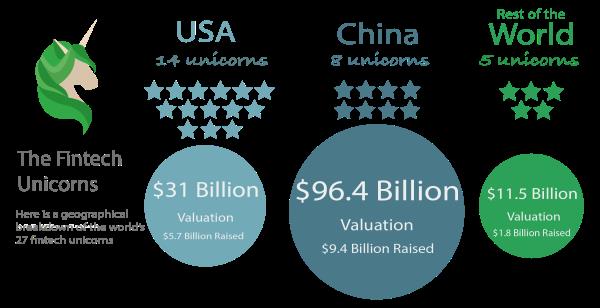 The Fintech
Unicorns
Here is a geographical
breakdown of the world's
27 fintech unicorns
USA
14 unicorns
$31 Billion
Valuation
$5.7 Billion Raised
China
8 unicorns
$96.4 Billion
Valuation
$9.4 Billion Raised
Rest of the
World
5 unicorns
$11.5 Billion
Valuation
$1.8 Billion Raised